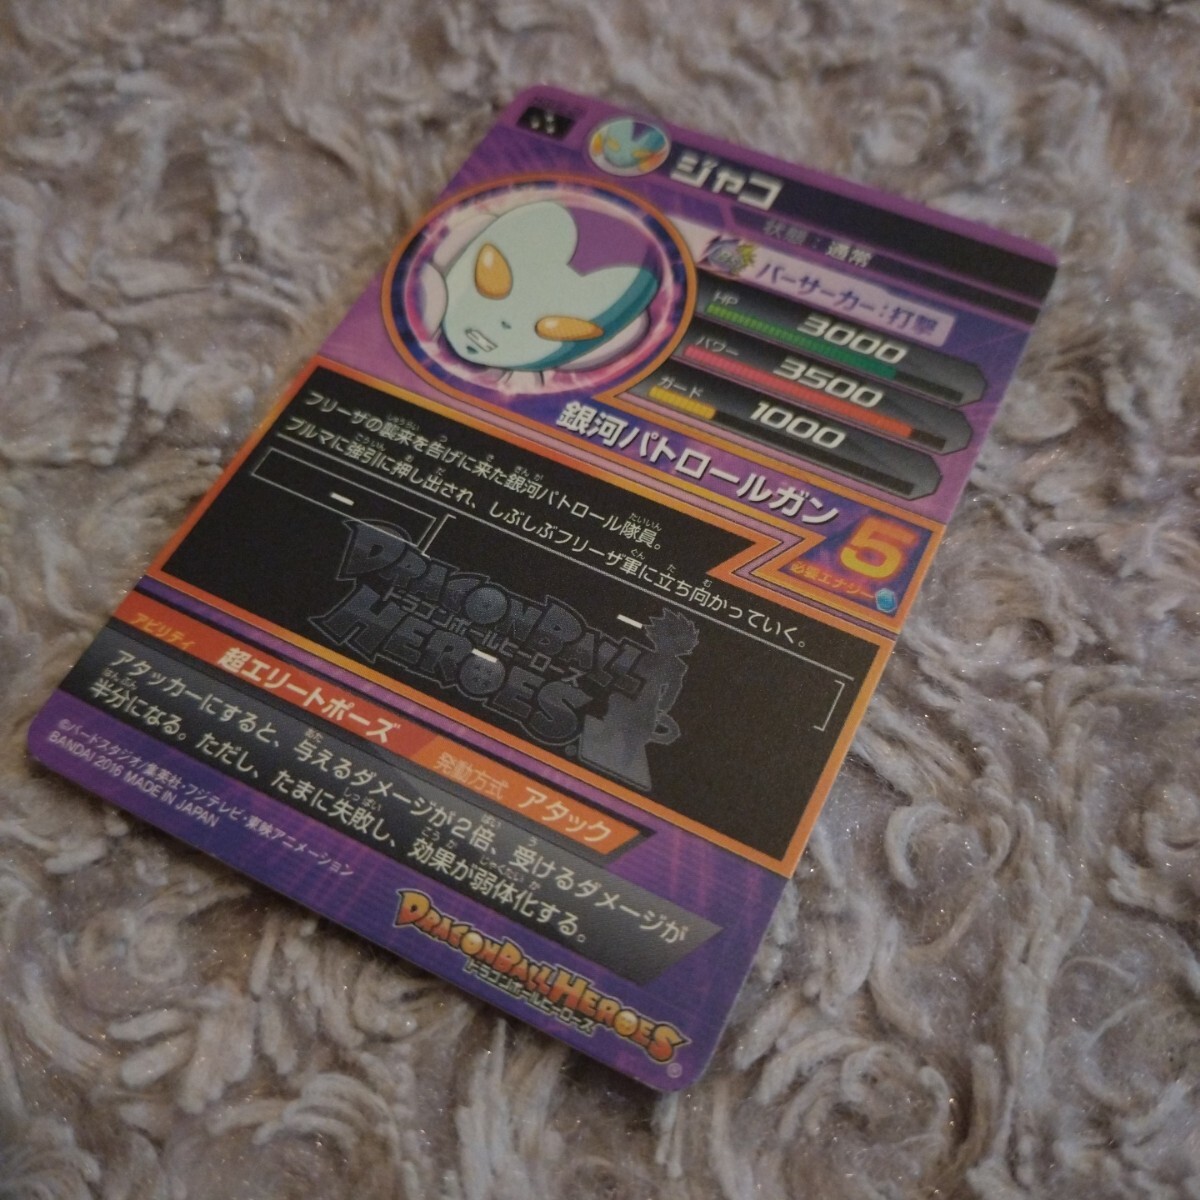 ジャコ
状態：通常
バーサーカー：打撃
HP 3000
パワー 3500
ガード 1000
銀河パトロールガン
5
必要エナジー
フリーザの襲来を告げに来た銀河パトロール隊員。
ブルマに強引に押し出され、しぶしぶフリーザ軍に立ち向かっていく。
DRAGON BALL
ドラゴンボールヒーローズ
HEROES
アビリティ 超エリートポーズ 発動方式 アタック
アタッカーにすると、与えるダメージが2倍、受けるダメージが
半分になる。ただし、たまに失敗し、効果が弱体化する。
©バードスタジオ/集英社・フジテレビ・東映アニメーション
BANDAI 2016 MADE IN JAPAN
DRAGON BALL HEROES
ドラゴンボールヒーローズ